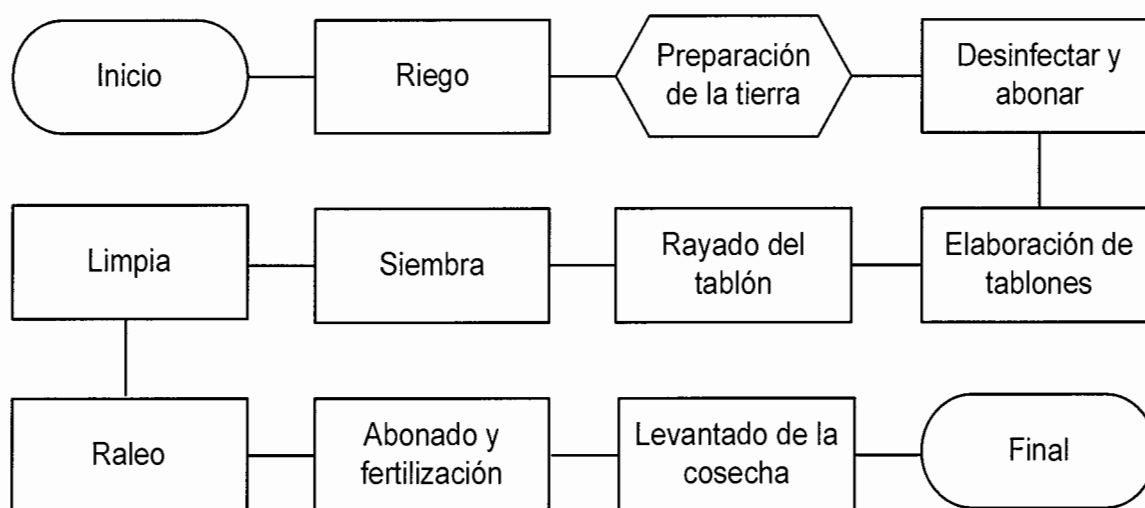 Inicio
Riego
Preparación
de la tierra
Desinfectar y
abonar
Elaboración de
tablones
Rayado del
tablón
Siembra
Limpia
Raleo
Abonado y
fertilización
Levantado de la
cosecha
Final